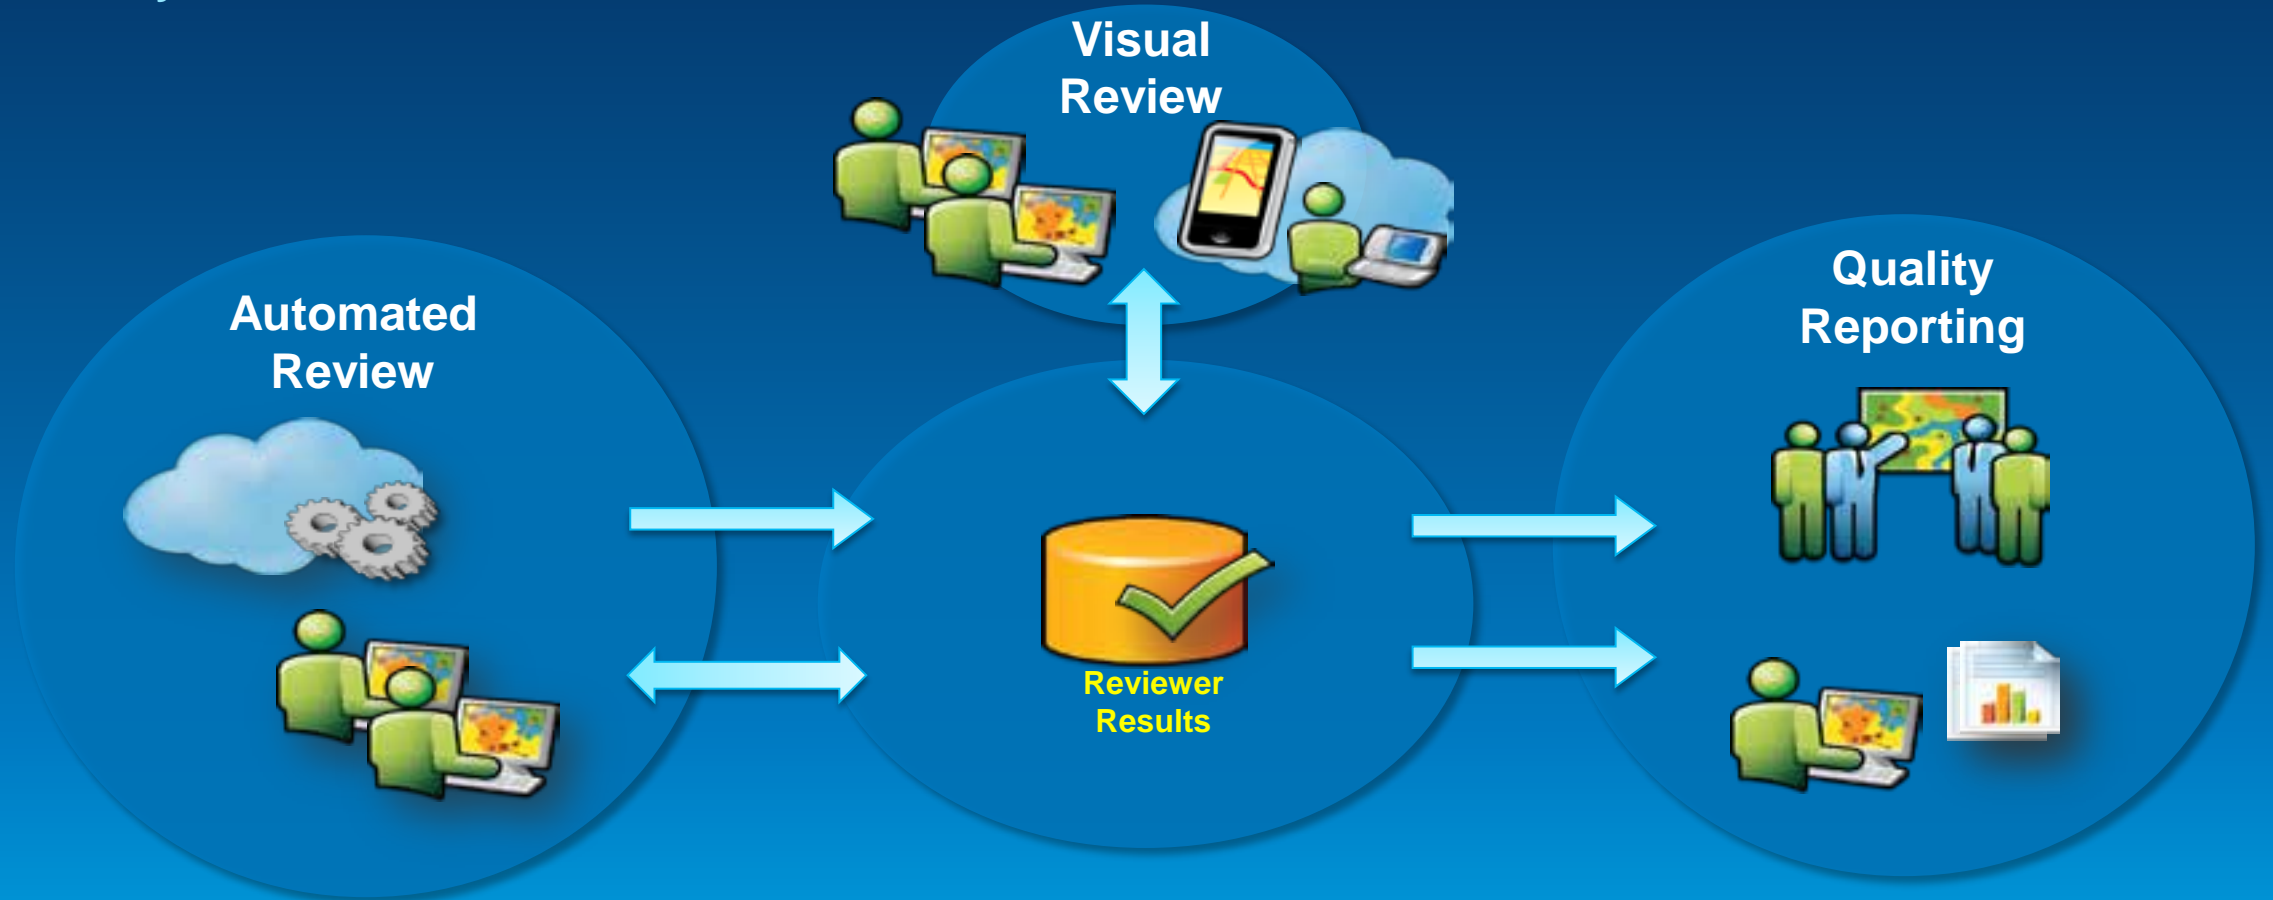 Visual
Review
Automated
Review
Quality
Reporting
Reviewer
Results